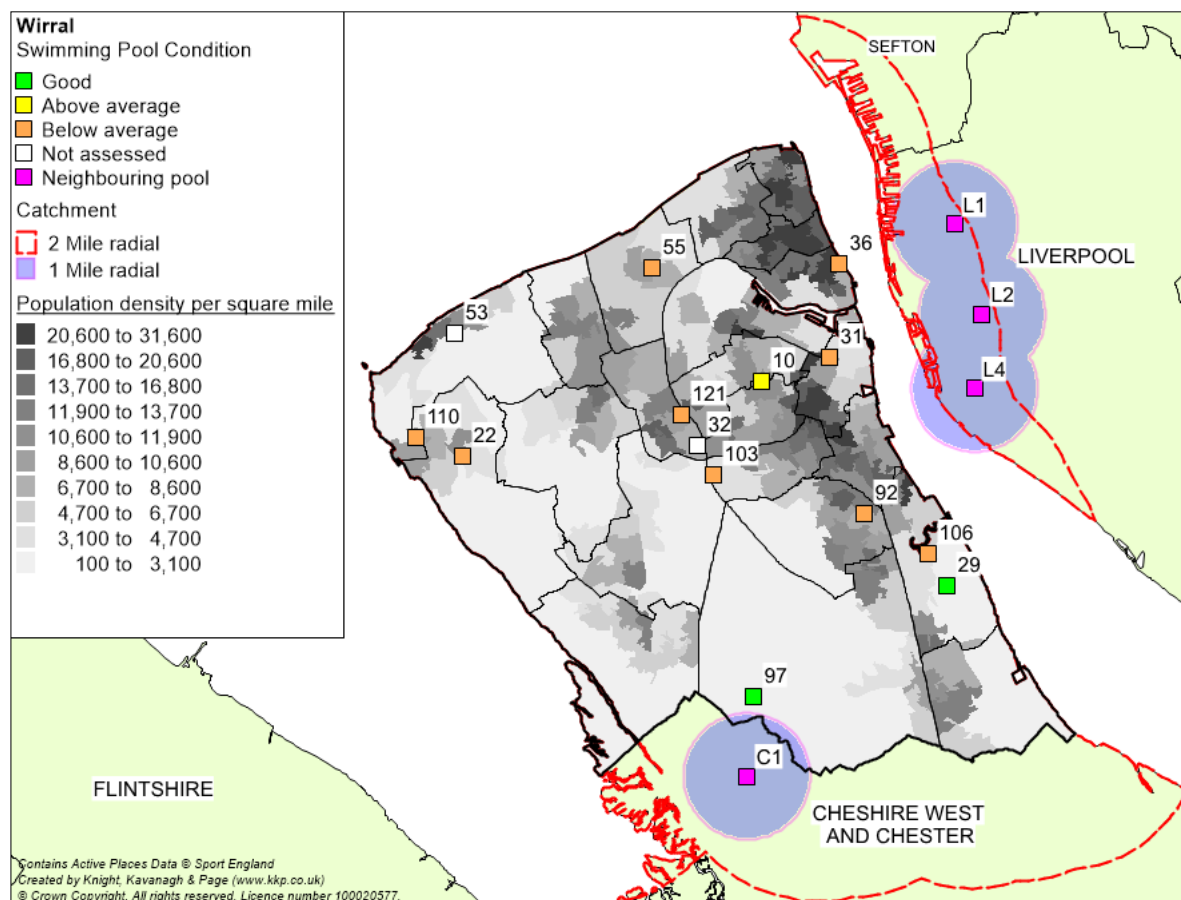 Wirral
Swimming Pool Condition
Good
Above average
Below average
Not assessed
Neighbouring pool
Catchment
2 Mile radial
1 Mile radial
Population density per square mile
20,600 to 31,600
16,800 to 20,600
13,700 to 16,800
11,900 to 13,700
10,600 to 11,900
8,600 to 10,600
6,700 to 8,600
4,700 to 6,700
3,100 to 4,700
100 to 3,100
SEFTON
L1
36
55
LIVERPOOL
L2
53
31
10
L4
121
110
32
22
103
92
106
29
97
C1
FLINTSHIRE
CHESHIRE WEST
AND CHESTER
Contains Active Places Data © Sport England
Created by Knight, Kavanagh & Page (www.kkp.co.uk)
© Crown Copyright. All rights reserved. Licence number 100020577.